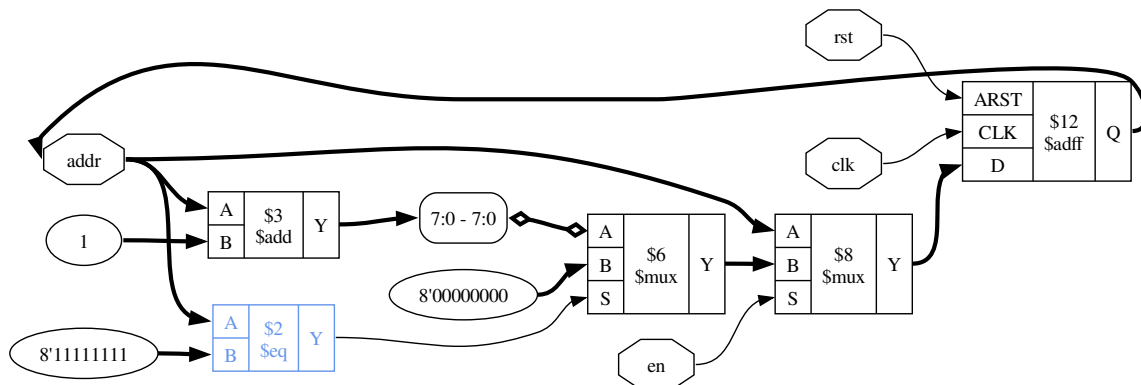 rst
ARST
CLK
D
$12
$adff
Q
clk
addr
1
A
B
$3
$add
Y
7:0 - 7:0
8'00000000
A
B
S
$6
$mux
Y
A
B
S
$8
$mux
Y
8'11111111
A
B
$2
$eq
Y
en